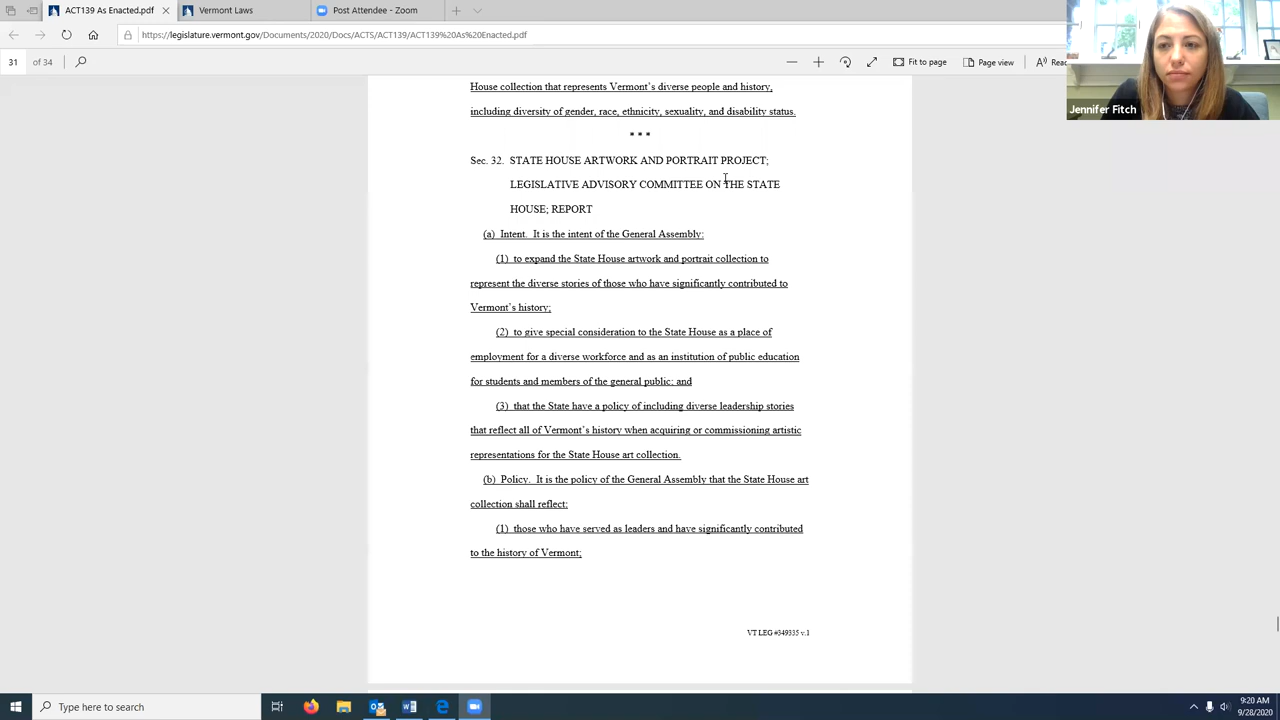 ACT139 As Enacted.pdf
Vermont Laws
Post Attendee - Zoom
https://legislature.vermont.gov/Documents/2020/Docs/ACTS/ACT139/ACT139%20As%20Enacted.pdf
31 of 34
Fit to page
Page view
Rea
Jennifer Fitch
House collection that represents Vermont's diverse people and history,
including diversity of gender, race, ethnicity, sexuality, and disability status.
* * *
Sec. 32. STATE HOUSE ARTWORK AND PORTRAIT PROJECT;
LEGISLATIVE ADVISORY COMMITTEE ON THE STATE
HOUSE; REPORT
(a) Intent. It is the intent of the General Assembly:
(1) to expand the State House artwork and portrait collection to
represent the diverse stories of those who have significantly contributed to
Vermont's history;
(2) to give special consideration to the State House as a place of
employment for a diverse workforce and as an institution of public education
for students and members of the general public; and
(3) that the State have a policy of including diverse leadership stories
that reflect all of Vermont's history when acquiring or commissioning artistic
representations for the State House art collection.
(b) Policy. It is the policy of the General Assembly that the State House art
collection shall reflect:
(1) those who have served as leaders and have significantly contributed
to the history of Vermont;
VT LEG #349335 v.1
Type here to search
9:20 AM
9/28/2020